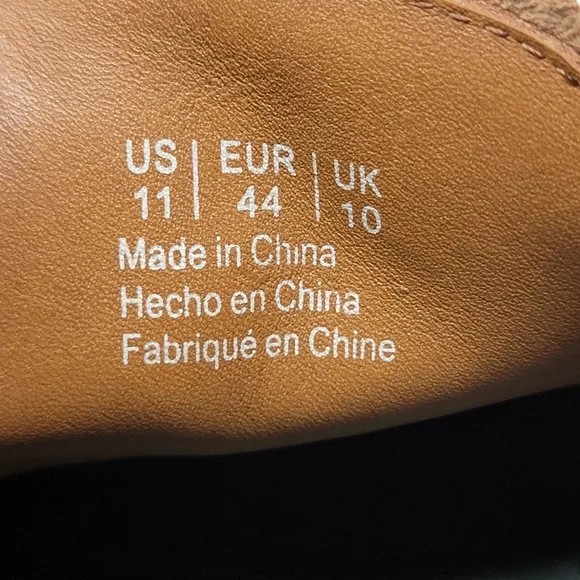 US | EUR | UK
11 | 44 | 10
Made in China
Hecho en China
Fabriqué en Chine